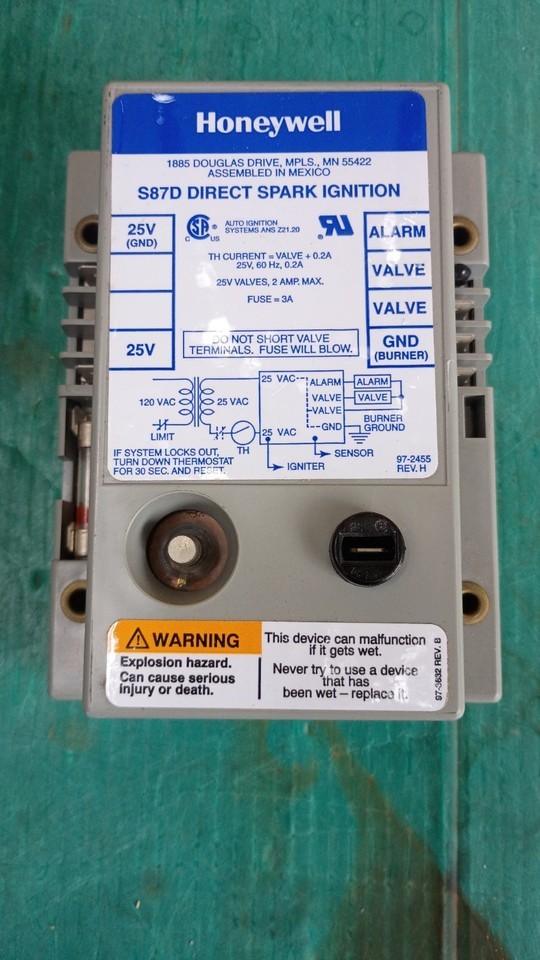 Honeywell
1885 DOUGLAS DRIVE, MPLS., MN 55422
ASSEMBLED IN MEXICO
S87D DIRECT SPARK IGNITION
25V
(GND)
25V
C US
AUTO IGNITION
SYSTEMS ANS Z21.20
TH CURRENT = VALVE + 0.2A
25V, 60 Hz, 0.2A
25V VALVES, 2 AMP. MAX.
FUSE = 3A
DO NOT SHORT VALVE
TERMINALS. FUSE WILL BLOW.
ALARM
VALVE
VALVE
GND
(BURNER)
120 VAC
25 VAC
LIMIT
TH
25 VAC
25 VAC
ALARM
VALVE
VALVE
GND
ALARM
VALVE
BURNER
GROUND
SENSOR
IGNITER
IF SYSTEM LOCKS OUT,
TURN DOWN THERMOSTAT
FOR 30 SEC. AND RESET.
97-2455
REV. H
WARNING
Explosion hazard.
Can cause serious
injury or death.
This device can malfunction
if it gets wet.
Never try to use a device
that has
been wet – replace it.
97-3632 REV. B